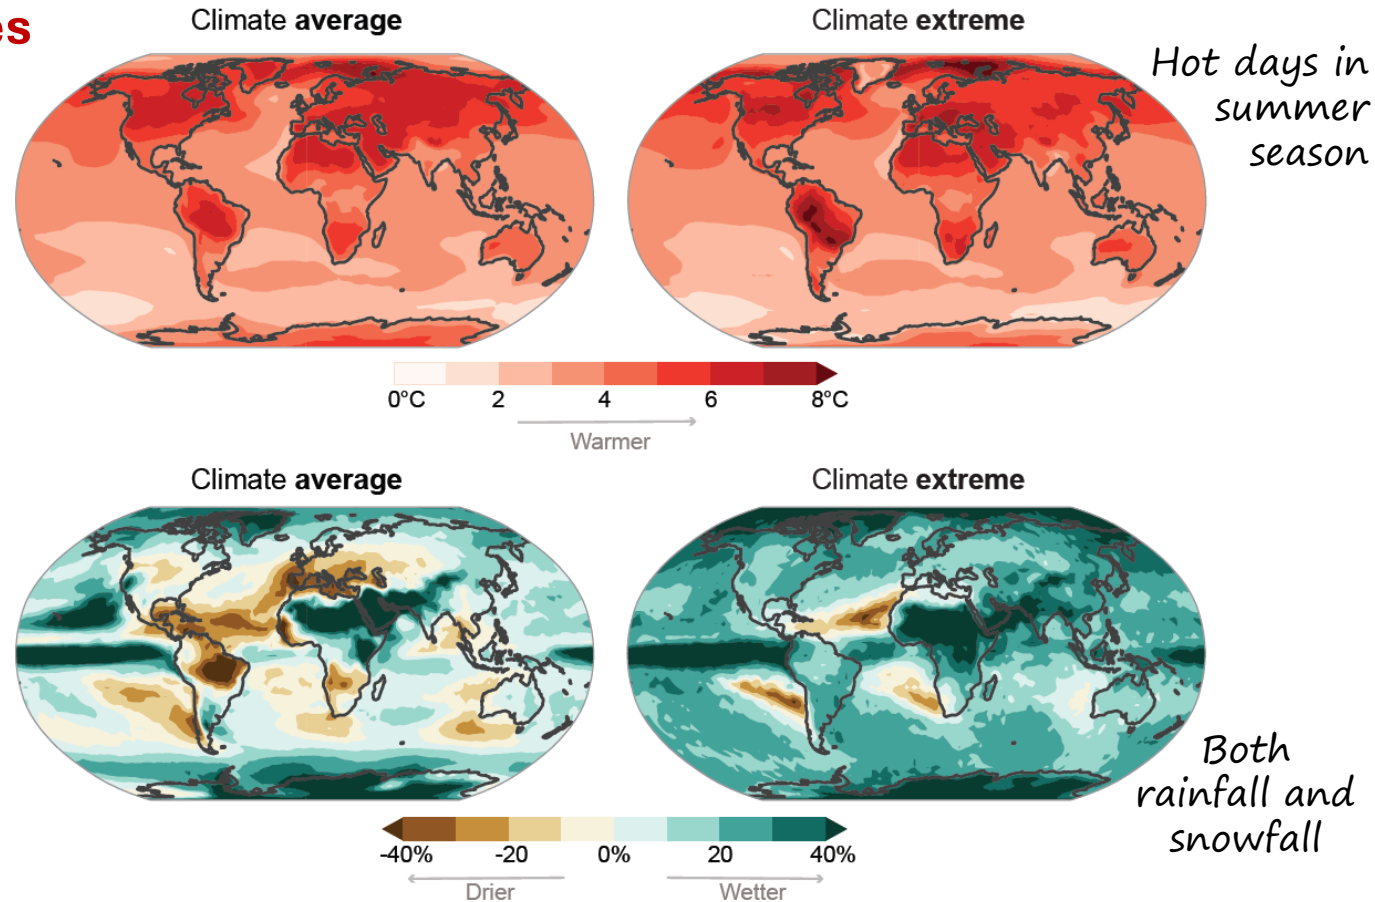 es
Climate average
Climate extreme
Hot days in
summer
season
0°C 2 4 6 8°C
Warmer
Climate average
Climate extreme
Both
rainfall and
snowfall
-40% -20 0% 20 40%
Drier
Wetter